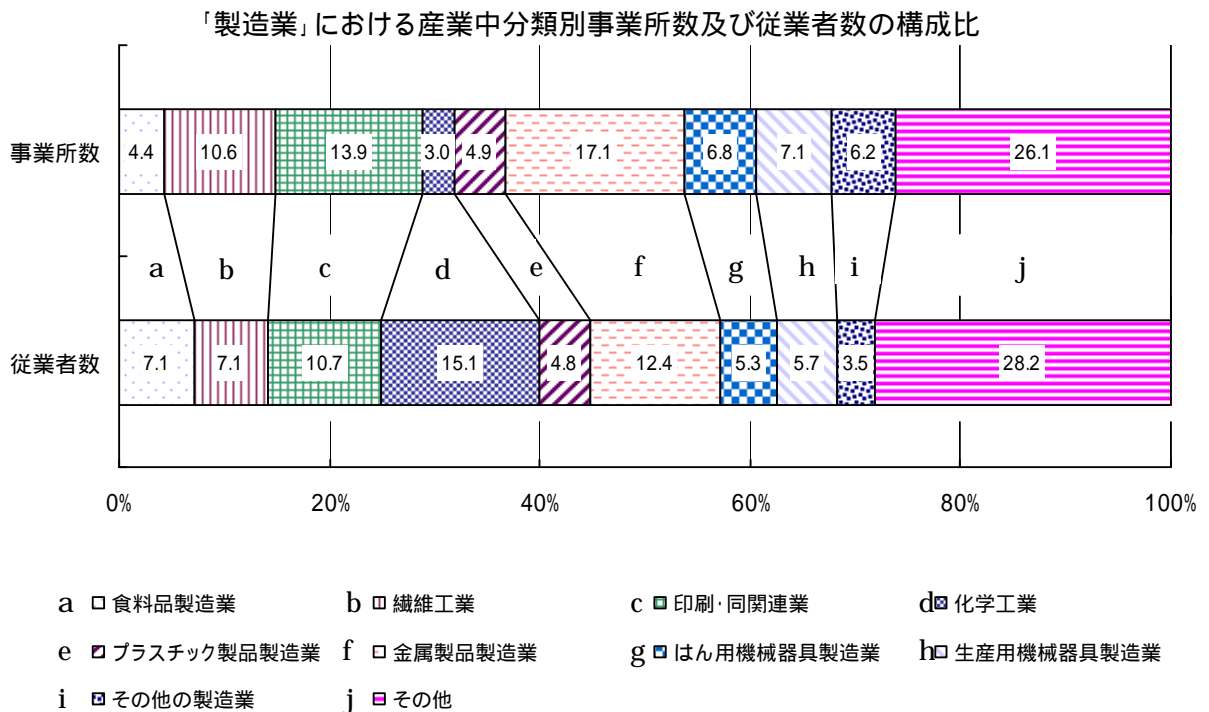 「製造業」における産業中分類別事業所数及び従業者数の構成比
事業所数 4.4 10.6 13.9 3.0 4.9 17.1 6.8 7.1 6.2 26.1
a b c d e f g h i j
従業者数 7.1 7.1 10.7 15.1 4.8 12.4 5.3 5.7 3.5 28.2
0% 20% 40% 60% 80% 100%
a 食料品製造業 b 繊維工業 c 印刷・同関連業 d 化学工業
e プラスチック製品製造業 f 金属製品製造業 g はん用機械器具製造業 h 生産用機械器具製造業
i その他の製造業 j その他